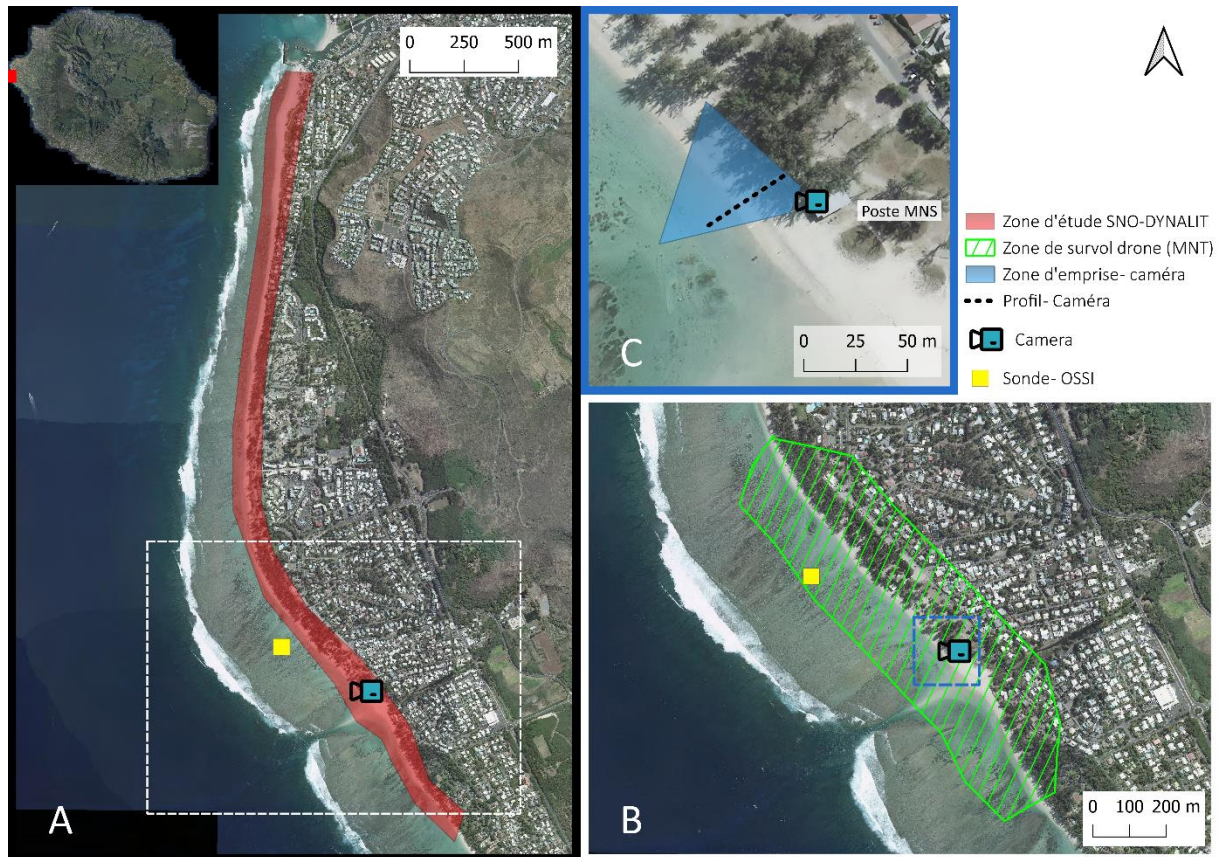 0 250 500 m
A
Poste MNS
C
0 25 50 m
Zone d'étude SNO-DYNALIT
Zone de survol drone (MNT)
Zone d'emprise- caméra
Profil- Caméra
Camera
Sonde- OSSI
B
0 100 200 m